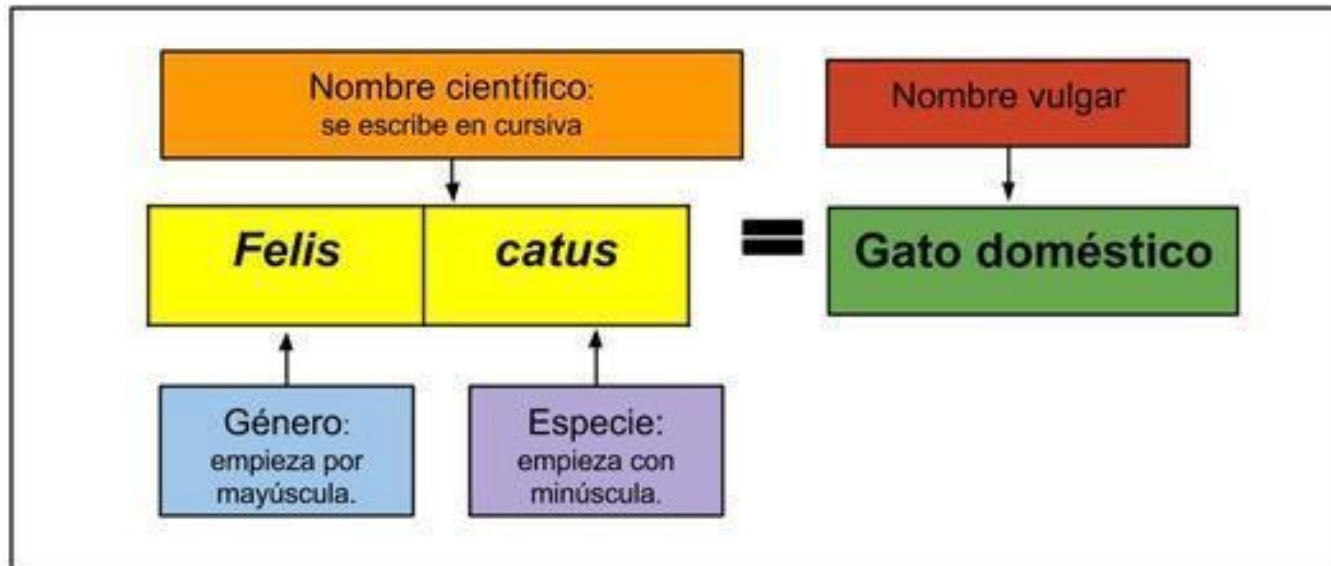 Nombre científico:
se escribe en cursiva
Nombre vulgar
Felis
catus
=
Gato doméstico
Género:
empieza por
mayúscula.
Especie:
empieza con
minúscula.